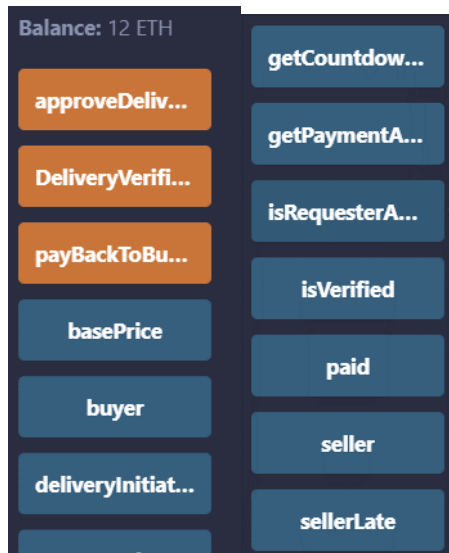 Balance: 12 ETH
approveDeliv...
DeliveryVerifi...
payBackToBu...
basePrice
buyer
deliveryInitiat...
getCountdow...
getPaymentA...
isRequesterA...
isVerified
paid
seller
sellerLate